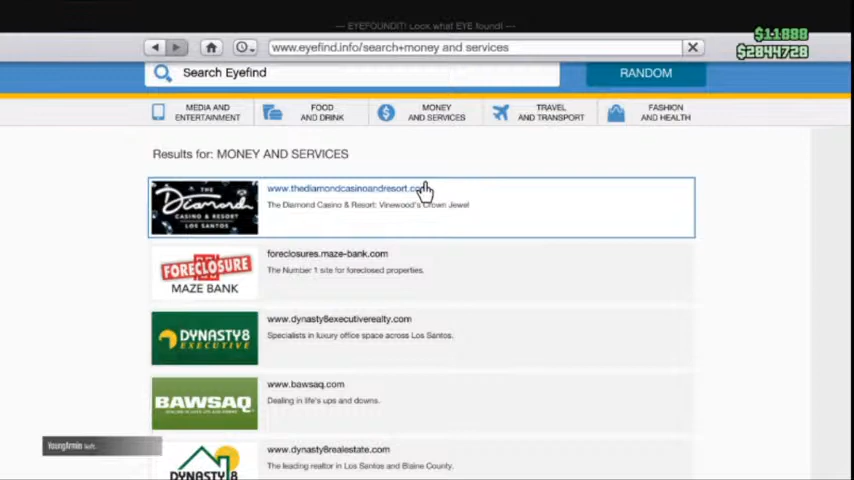 — EYEFOUNDIT! Look what EYE found! —
www.eyefind.info/search+money and services
$11888
$2844728
Search Eyefind
RANDOM
MEDIA AND
ENTERTAINMENT
FOOD
AND DRINK
MONEY
AND SERVICES
TRAVEL
AND TRANSPORT
FASHION
AND HEALTH
Results for: MONEY AND SERVICES
THE
Diamond
CASINO & RESORT
LOS SANTOS
www.thediamondcasinoandresort.com
The Diamond Casino & Resort: Vinewood's Crown Jewel
FORECLOSURE
MAZE BANK
foreclosures.maze-bank.com
The Number 1 site for foreclosed properties.
DYNASTY8
EXECUTIVE
www.dynasty8executiverealty.com
Specialists in luxury office space across Los Santos.
BAWSAQ
www.bawsaq.com
Dealing in life's ups and downs.
YoungArmin left.
DYNASTY8
www.dynasty8realestate.com
The leading realtor in Los Santos and Blaine County.